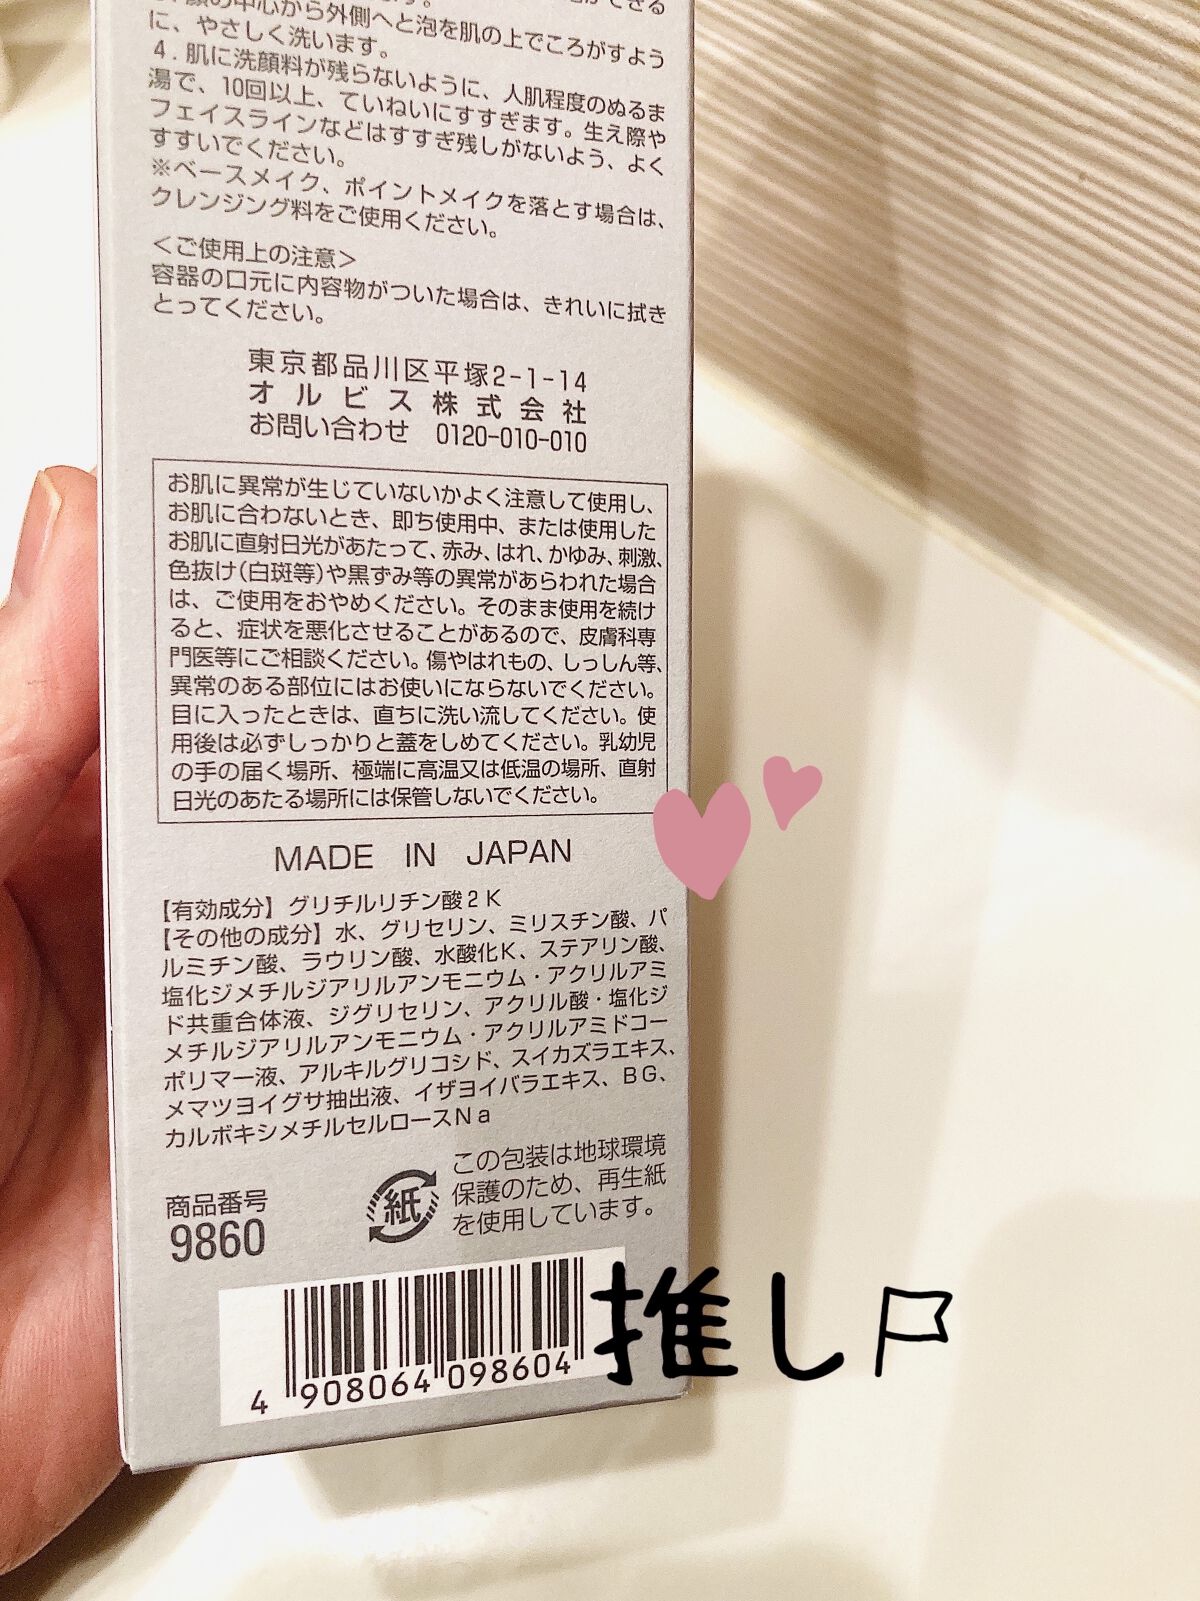 に、やさしく洗います。
顔の中心から外側へと泡を肌の上でころがすよう
4.肌に洗顔料が残らないように、人肌程度のぬるま
湯で、10回以上、ていねいにすすぎます。生え際や
フェイスラインなどはすすぎ残しがないよう、よく
すすいでください。
※ベースメイク、ポイントメイクを落とす場合は、
クレンジング料をご使用ください。
＜ご使用上の注意＞
容器の口元に内容物がついた場合は、きれいに拭き
とってください。
東京都品川区平塚2-1-14
オルビス株式会社
お問い合わせ 0120-010-010
お肌に異常が生じていないかよく注意して使用し、
お肌に合わないとき、即ち使用中、または使用した
お肌に直射日光があたって、赤み、はれ、かゆみ、刺激、
色抜け(白斑等)や黒ずみ等の異常があらわれた場合
は、ご使用をおやめください。そのまま使用を続け
ると、症状を悪化させることがあるので、皮膚科専
門医等にご相談ください。傷やはれもの、しっしん等、
異常のある部位にはお使いにならないでください。
目に入ったときは、直ちに洗い流してください。使
用後は必ずしっかりと蓋をしめてください。乳幼児
の手の届く場所、極端に高温又は低温の場所、直射
日光のあたる場所には保管しないでください。
MADE IN JAPAN
【有効成分】グリチルリチン酸2K
【その他の成分】水、グリセリン、ミリスチン酸、パ
ルミチン酸、ラウリン酸、水酸化K、ステアリン酸、
塩化ジメチルジアリルアンモニウム・アクリルアミ
ド共重合体液、ジグリセリン、アクリル酸・塩化ジ
メチルジアリルアンモニウム・アクリルアミドコー
ポリマー液、アルキルグリコシド、スイカズラエキス、
メマツヨイグサ抽出液、イザヨイバラエキス、BG、
カルボキシメチルセルロースNa
商品番号
9860
紙
この包装は地球環境
保護のため、再生紙
を使用しています。
4 908064 098604
推し